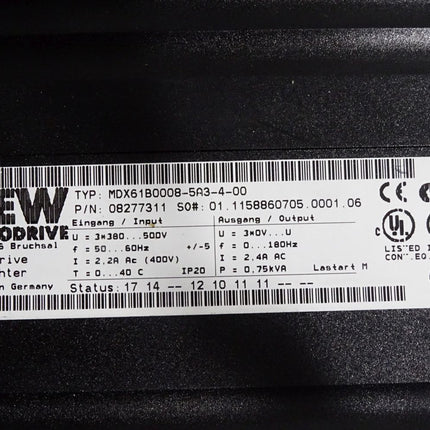 EW
ODRIVE
TYP: MDX61B0008-5A3-4-00
P/N: 08277311 SO#: 01.1158860705.0001.06
Eingang / Input
Ausgang / Output
U = 3*380...500V
U = 3*0V...U
f = 50...60Hz +/-5
f = 0...180Hz
I = 2.2A ac (400V)
I = 2.4A AC
T = 0...40 C IP20
P = 0,75kVA Lastart M
Status: 17 14 -- 12 10 11 11 -- --
Bruchsal
rive
hter
n Germany
UL
LISTED I